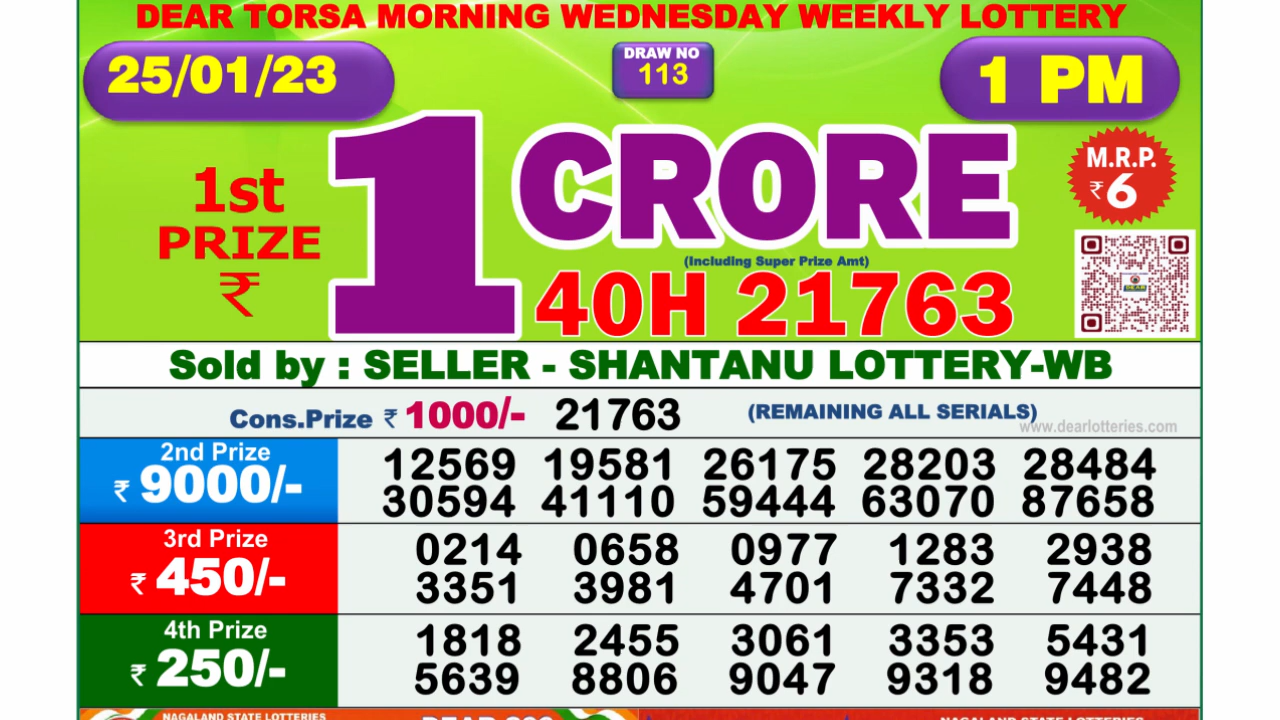 DEAR TORSA MORNING WEDNESDAY WEEKLY LOTTERY
25/01/23
DRAW NO
113
1 PM
1st
PRIZE
₹
1 CRORE
(Including Super Prize Amt)
40H 21763
M.R.P.
₹6
DEAR
Sold by : SELLER - SHANTANU LOTTERY-WB
Cons.Prize ₹ 1000/- 21763 (REMAINING ALL SERIALS)
www.dearlotteries.com
2nd Prize
₹ 9000/-
12569 19581 26175 28203 28484
30594 41110 59444 63070 87658
3rd Prize
₹ 450/-
0214 0658 0977 1283 2938
3351 3981 4701 7332 7448
4th Prize
₹ 250/-
1818 2455 3061 3353 5431
5639 8806 9047 9318 9482
NAGALAND STATE LOTTERIES
NAGALAND STATE LOTTERIES